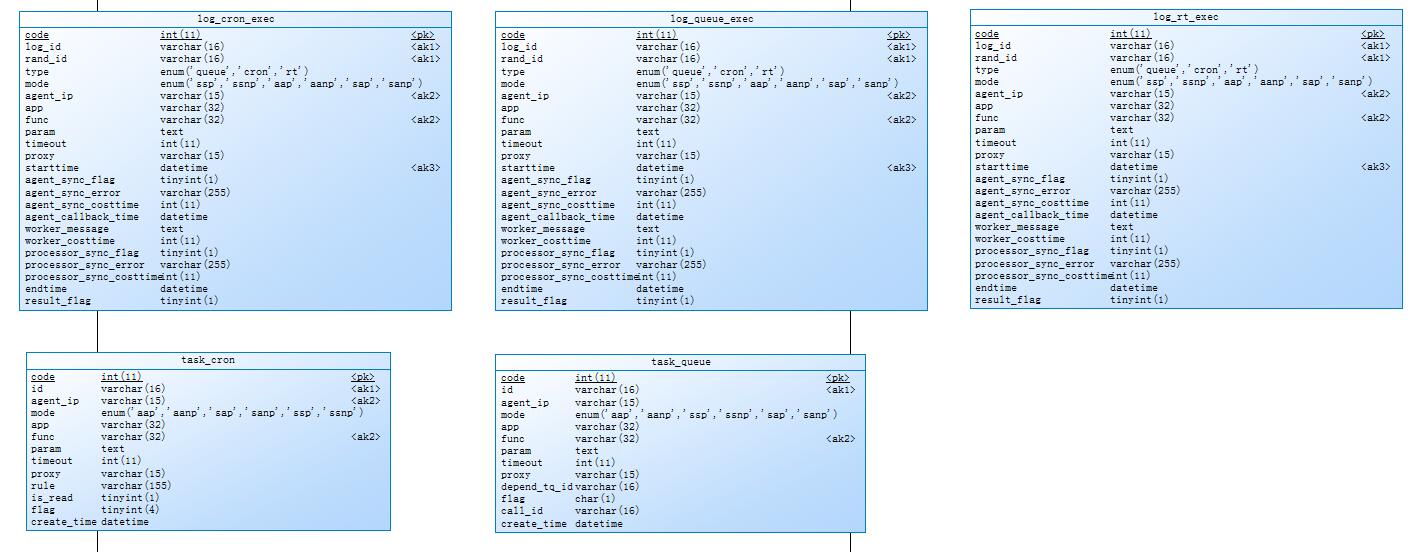 log_cron_exec
code int(11) <pk>
log_id varchar(16) <ak1>
rand_id varchar(16) <ak1>
type enum('queue','cron','rt')
mode enum('ssp','ssnp','aap','aanp','sap','sanp')
agent_ip varchar(15) <ak2>
app varchar(32)
func varchar(32) <ak2>
param text
timeout int(11)
proxy varchar(15)
starttime datetime <ak3>
agent_sync_flag tinyint(1)
agent_sync_error varchar(255)
agent_sync_costtime int(11)
agent_callback_time datetime
worker_message text
worker_costtime int(11)
processor_sync_flag tinyint(1)
processor_sync_error varchar(255)
processor_sync_costtime int(11)
endtime datetime
result_flag tinyint(1)
log_queue_exec
code int(11) <pk>
log_id varchar(16) <ak1>
rand_id varchar(16) <ak1>
type enum('queue','cron','rt')
mode enum('ssp','ssnp','aap','aanp','sap','sanp')
agent_ip varchar(15) <ak2>
app varchar(32)
func varchar(32) <ak2>
param text
timeout int(11)
proxy varchar(15)
starttime datetime <ak3>
agent_sync_flag tinyint(1)
agent_sync_error varchar(255)
agent_sync_costtime int(11)
agent_callback_time datetime
worker_message text
worker_costtime int(11)
processor_sync_flag tinyint(1)
processor_sync_error varchar(255)
processor_sync_costtime int(11)
endtime datetime
result_flag tinyint(1)
log_rt_exec
code int(11) <pk>
log_id varchar(16) <ak1>
rand_id varchar(16) <ak1>
type enum('queue','cron','rt')
mode enum('ssp','ssnp','aap','aanp','sap','sanp')
agent_ip varchar(15) <ak2>
app varchar(32)
func varchar(32) <ak2>
param text
timeout int(11)
proxy varchar(15)
starttime datetime <ak3>
agent_sync_flag tinyint(1)
agent_sync_error varchar(255)
agent_sync_costtime int(11)
agent_callback_time datetime
worker_message text
worker_costtime int(11)
processor_sync_flag tinyint(1)
processor_sync_error varchar(255)
processor_sync_costtime int(11)
endtime datetime
result_flag tinyint(1)
task_cron
code int(11) <pk>
id varchar(16) <ak1>
agent_ip varchar(15) <ak2>
mode enum('aap','aanp','sap','sanp','ssp','ssnp')
app varchar(32)
func varchar(32) <ak2>
param text
timeout int(11)
proxy varchar(15)
rule varchar(155)
is_read tinyint(1)
flag tinyint(4)
create_time datetime
task_queue
code int(11) <pk>
id varchar(16) <ak1>
agent_ip varchar(15)
mode enum('aap','aanp','ssp','ssnp','sap','sanp')
app varchar(32)
func varchar(32) <ak2>
param text
timeout int(11)
proxy varchar(15)
depend_tq_id varchar(16)
flag char(1)
call_id varchar(16)
create_time datetime